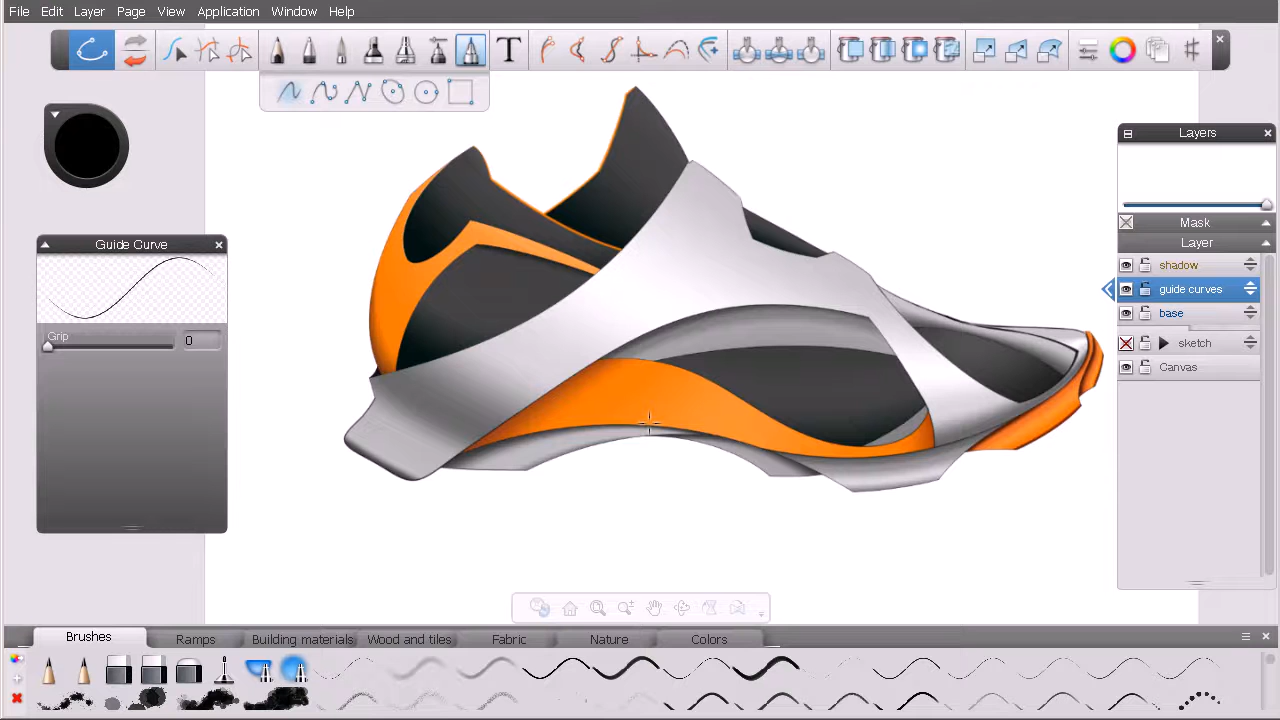 File Edit Layer Page View Application Window Help
T
Layers
Guide Curve
Mask
Layer
shadow
guide curves
base
sketch
Canvas
Grip 0
Brushes Ramps Building materials Wood and tiles Fabric Nature Colors